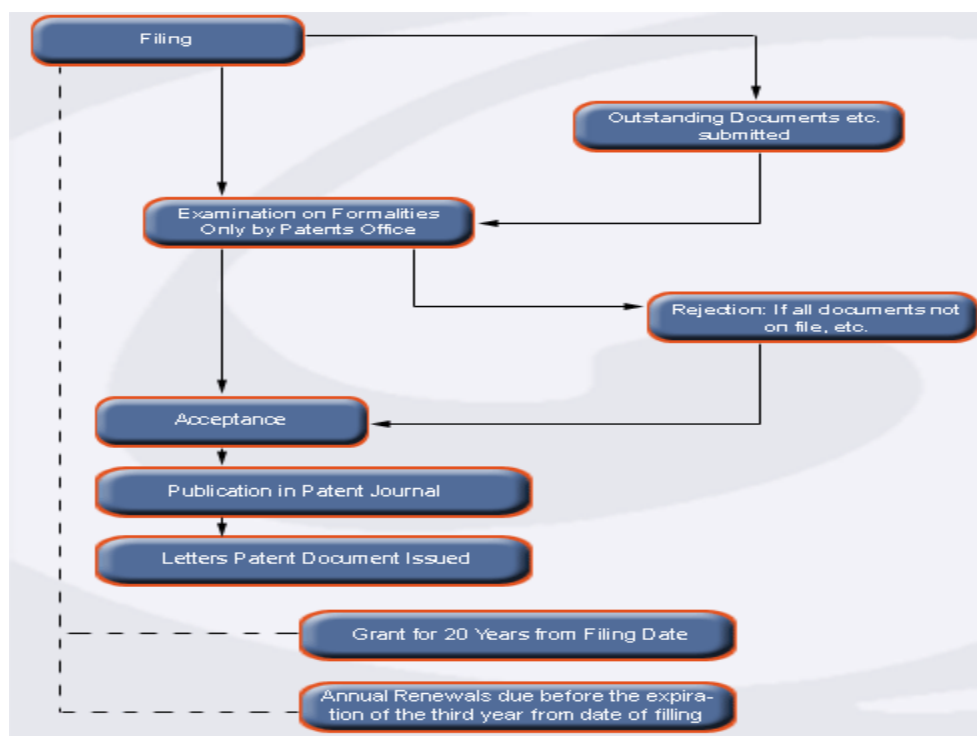 Filing
Outstanding Documents etc.
submitted
Examination on Formalities
Only by Patents Office
Rejection: If all documents not
on file, etc.
Acceptance
Publication in Patent Journal
Letters Patent Document Issued
Grant for 20 Years from Filing Date
Annual Renewals due before the expira-
tion of the third year from date of filling